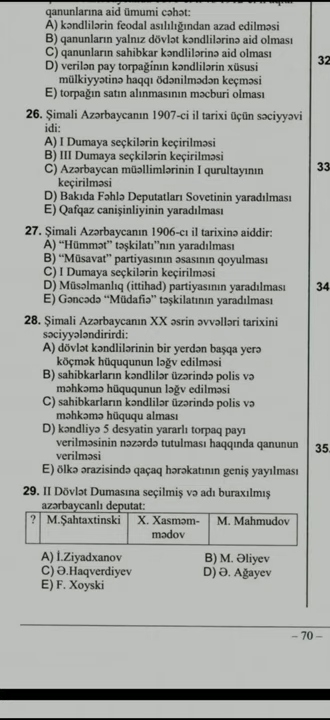 qanunlarına aid ümumi cəhət:
A) kəndlilərin feodal asılılığından azad edilməsi
B) qanunların yalnız dövlət kəndlilərinə aid olması
C) qanunların sahibkar kəndlilərinə aid olması
D) verilən pay torpağının kəndlilərin xüsusi
mülkiyyətinə haqqı ödənilmədən keçməsi
E) torpağın satın alınmasının məcburi olması
26. Şimali Azərbaycanın 1907-ci il tarixi üçün səciyyəvi
idi:
A) I Dumaya seçkilərin keçirilməsi
B) III Dumaya seçkilərin keçirilməsi
C) Azərbaycan müəllimlərinin I qurultayının
keçirilməsi
D) Bakıda Fəhlə Deputatları Sovetinin yaradılması
E) Qafqaz canişinliyinin yaradılması
27. Şimali Azərbaycanın 1906-cı il tarixinə aiddir:
A) “Hümmət” təşkilatı”nın yaradılması
B) “Müsavat” partiyasının əsasının qoyulması
C) I Dumaya seçkilərin keçirilməsi
D) Müsəlmanlıq (ittihad) partiyasının yaradılması
E) Gəncədə “Müdafiə” təşkilatının yaradılması
28. Şimali Azərbaycanın XX əsrin əvvəlləri tarixini
səciyyələndirirdi:
A) dövlət kəndlilərinin bir yerdən başqa yerə
köçmək hüququnun ləğv edilməsi
B) sahibkarların kəndlilər üzərində polis və
məhkəmə hüququnun ləğv edilməsi
C) sahibkarların kəndlilər üzərində polis və
məhkəmə hüququ alması
D) kəndliyə 5 desyatin yararlı torpaq payı
verilməsinin nəzərdə tutulması haqqında qanunun
verilməsi
E) ölkə ərazisində qaçaq hərəkatının geniş yayılması
29. II Dövlət Dumasına seçilmiş və adı buraxılmış
azərbaycanlı deputat:
? M.Şahtaxtinski X. Xasməm- M. Mahmudov
mədov
A) İ.Ziyadxanov B) M. Əliyev
C) Ə.Haqverdiyev D) Ə. Ağayev
E) F. Xoyski
– 70 –
32
33
34
35.